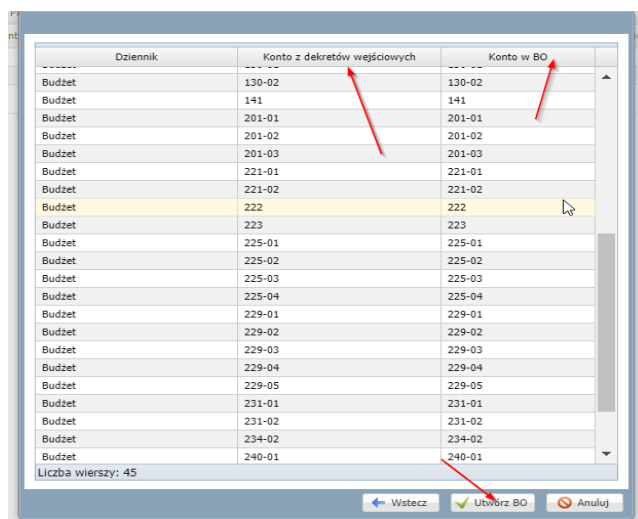 Dziennik Konto z dekretów wejściowych Konto w BO
Budżet 130-02 130-02
Budżet 141 141
Budżet 201-01 201-01
Budżet 201-02 201-02
Budżet 201-03 201-03
Budżet 221-01 221-01
Budżet 221-02 221-02
Budżet 222 222
Budżet 223 223
Budżet 225-01 225-01
Budżet 225-02 225-02
Budżet 225-03 225-03
Budżet 225-04 225-04
Budżet 229-01 229-01
Budżet 229-02 229-02
Budżet 229-03 229-03
Budżet 229-04 229-04
Budżet 229-05 229-05
Budżet 231-01 231-01
Budżet 231-02 231-02
Budżet 234-02 234-02
Budżet 240-01 240-01
Liczba wierszy: 45
Wstecz Utwórz BO Anuluj